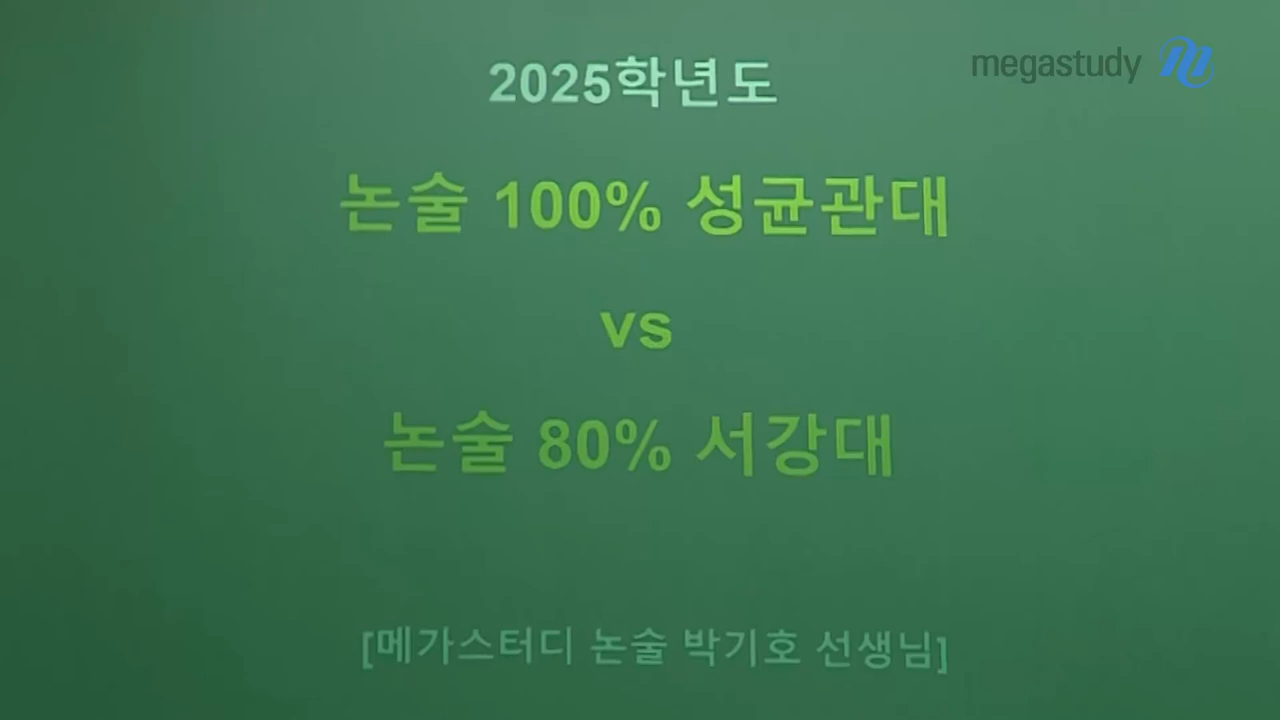 megastudy
2025학년도
논술 100% 성균관대
vs
논술 80% 서강대
[메가스터디 논술 박기호 선생님]